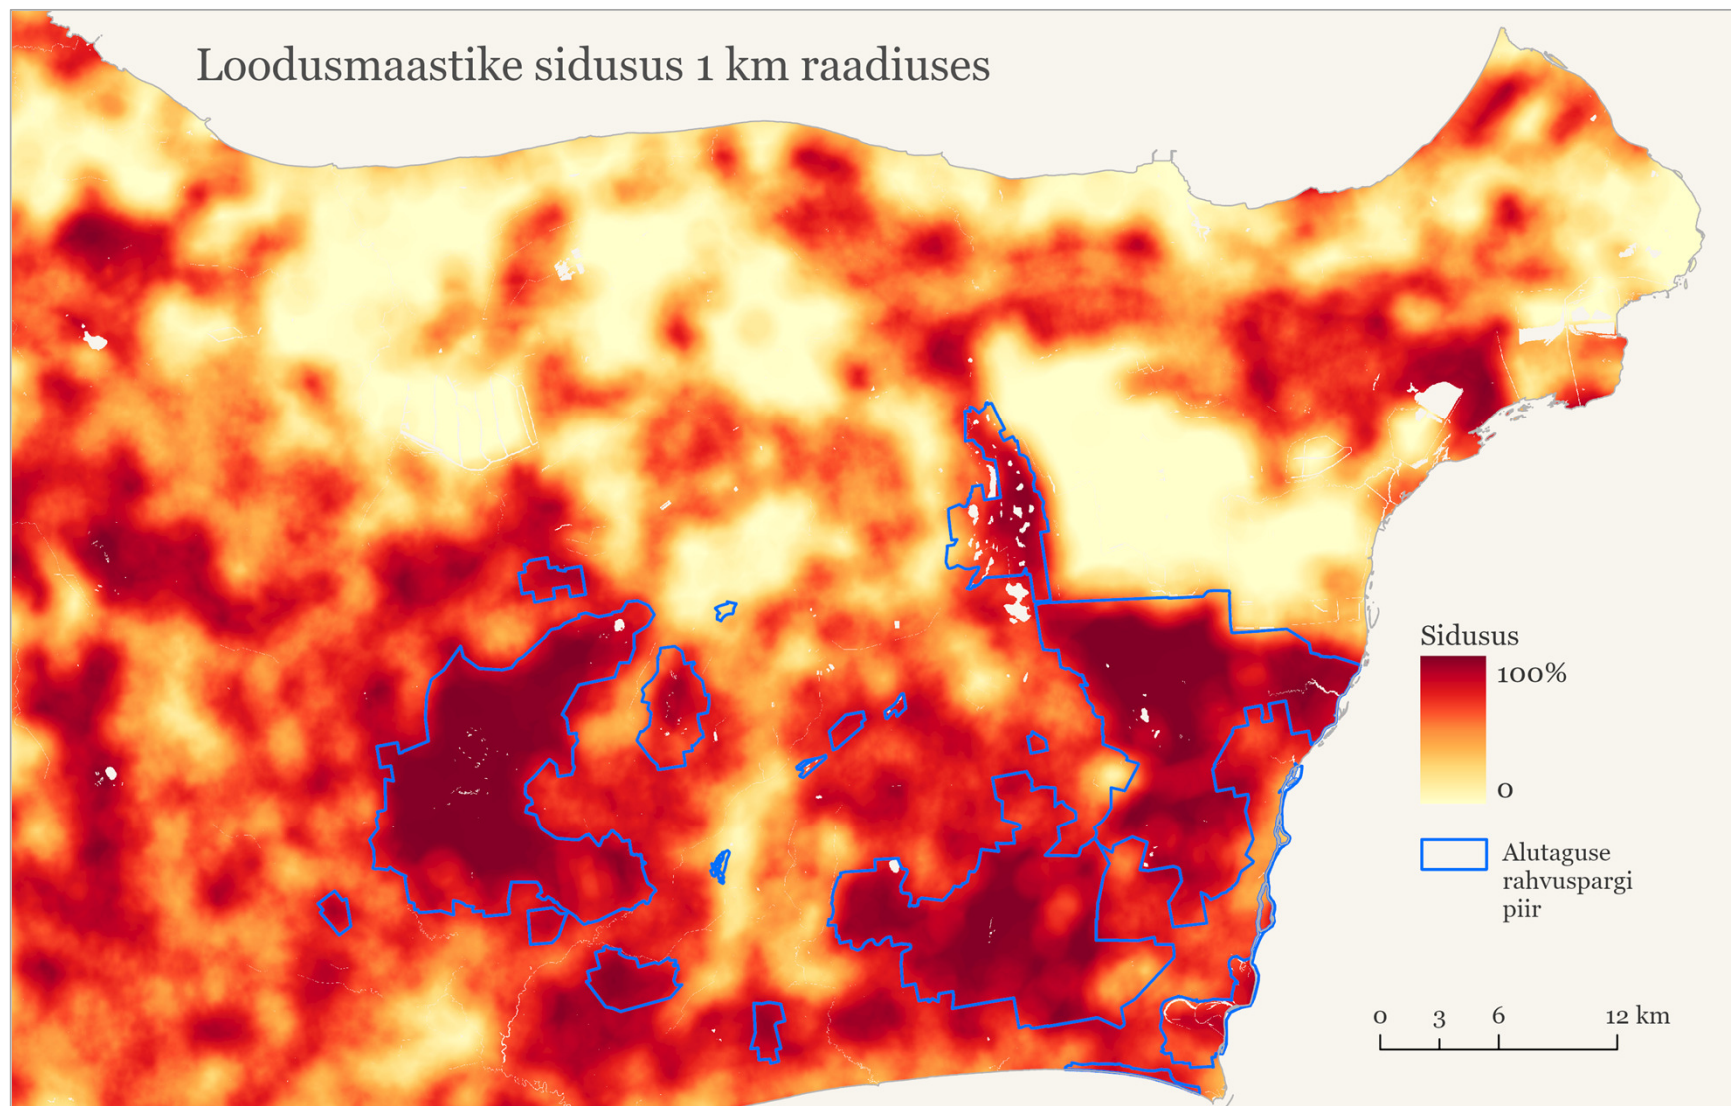 Loodusmaastike sidusus 1 km raadiuses
Sidusus
100%
0
Alutaguse
rahvuspargi
piir
0 3 6 12 km